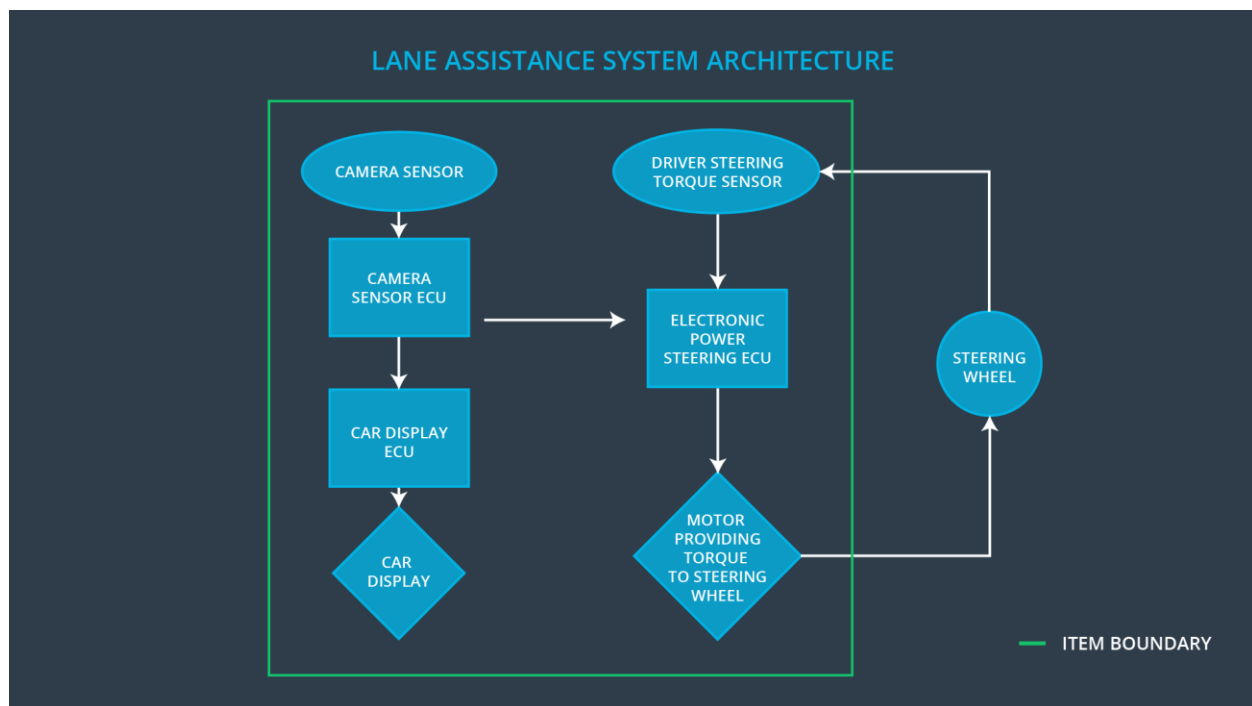 LANE ASSISTANCE SYSTEM ARCHITECTURE
CAMERA SENSOR
CAMERA
SENSOR ECU
CAR DISPLAY
ECU
CAR
DISPLAY
DRIVER STEERING
TORQUE SENSOR
ELECTRONIC
POWER
STEERING ECU
MOTOR
PROVIDING
TORQUE
TO STEERING
WHEEL
STEERING
WHEEL
ITEM BOUNDARY